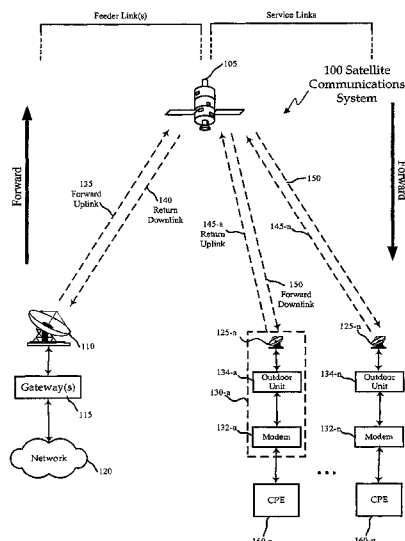 Feeder Link(s)
Service Links
105
100 Satellite
Communications
System
Forward
Forward
135
Forward
Uplink
140
Return
Downlink
145-a
Return
Uplink
150
Forward
Downlink
150
145-n
110
Gateway(s)
115
Network
120
125-n
134-a
Outdoor
Unit
130-a
132-a
Modem
CPE
160-a
...
125-n
134-n
Outdoor
Unit
132-n
Modem
CPE
160-n